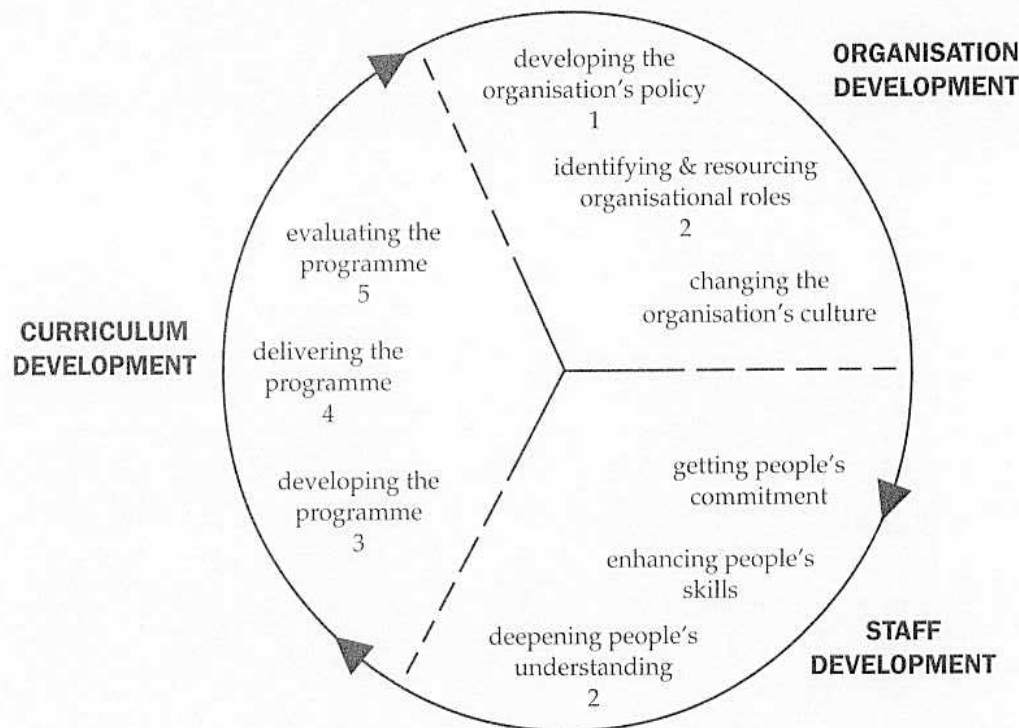 ORGANISATION
DEVELOPMENT
developing the
organisation's policy
1
identifying & resourcing
organisational roles
2
changing the
organisation's culture
STAFF
DEVELOPMENT
getting people's
commitment
enhancing people's
skills
deepening people's
understanding
2
CURRICULUM
DEVELOPMENT
developing the
programme
3
delivering the
programme
4
evaluating the
programme
5